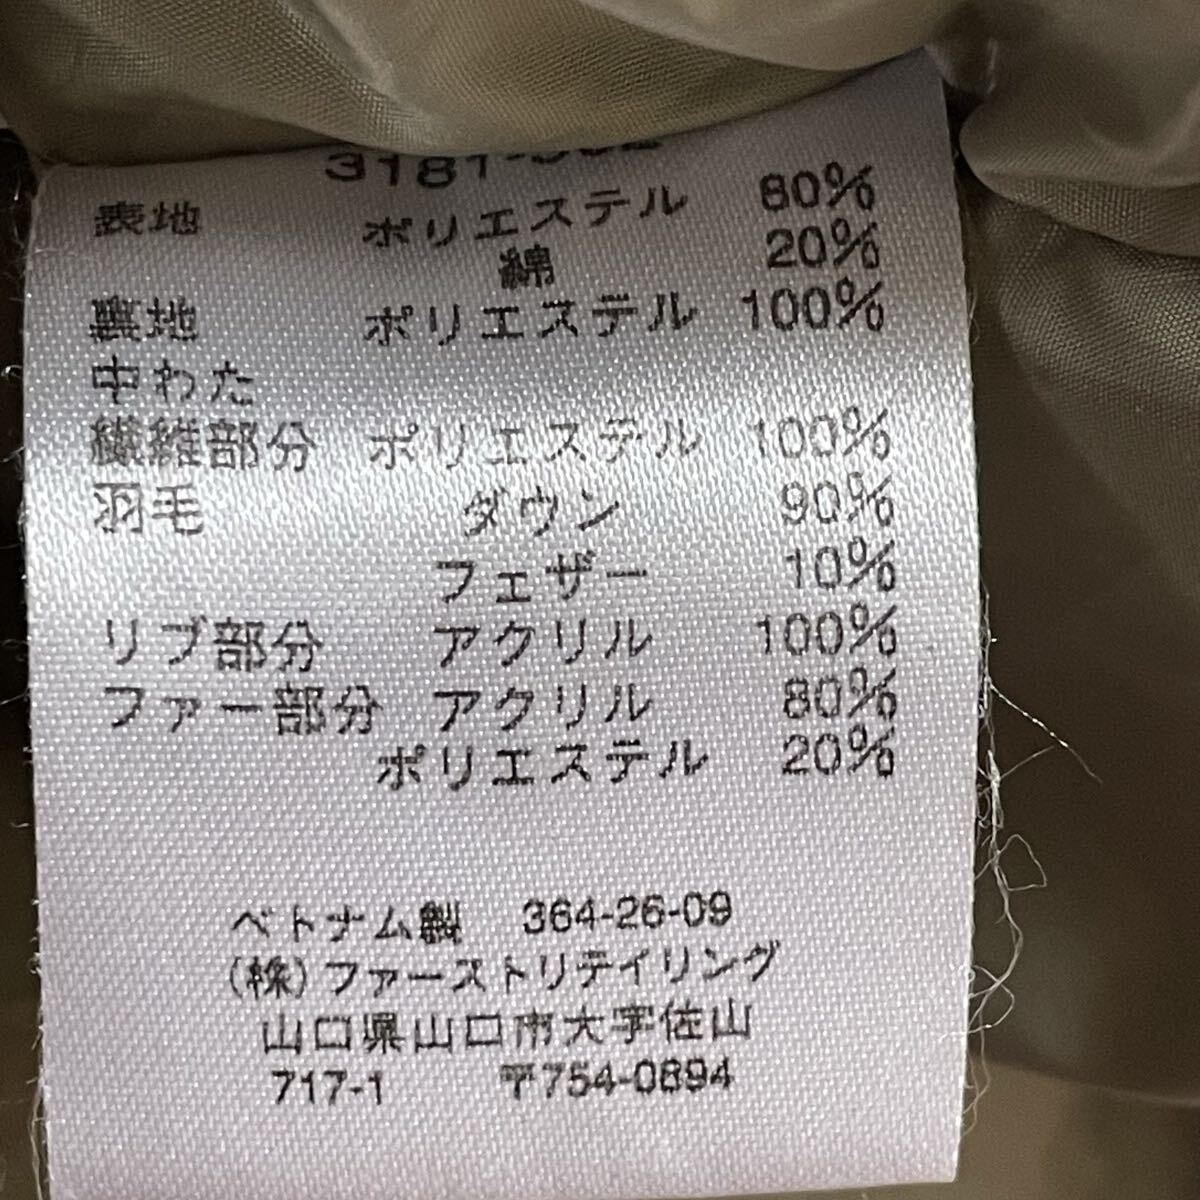 表地 ポリエステル 80%
綿 20%
裏地 ポリエステル 100%
中わた
繊維部分 ポリエステル 100%
羽毛 ダウン 90%
フェザー 10%
リブ部分 アクリル 100%
ファー部分 アクリル 80%
ポリエステル 20%
ベトナム製 364-26-09
(株)ファーストリテイリング
山口県山口市大字佐山
717-1 〒754-0894